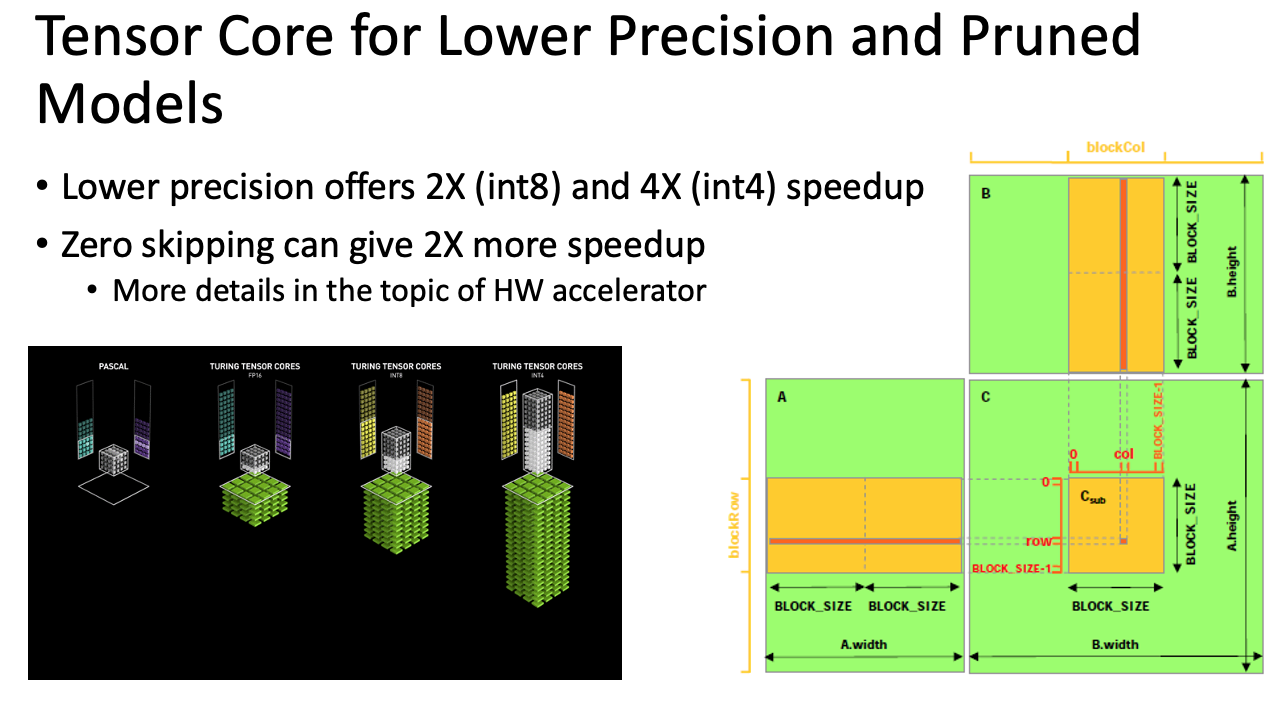 Tensor Core for Lower Precision and Pruned
Models
• Lower precision offers 2X (int8) and 4X (int4) speedup
• Zero skipping can give 2X more speedup
• More details in the topic of HW accelerator
PASCAL
TURING TENSOR CORES
FP16
TURING TENSOR CORES
INT8
TURING TENSOR CORES
INT4
blockCol
B
BLOCK_SIZE
BLOCK_SIZE
B.height
A
C
BLOCK_SIZE-1
0
col
0
Csub
row
BLOCK_SIZE-1
blockRow
BLOCK_SIZE
A.height
BLOCK_SIZE
BLOCK_SIZE
BLOCK_SIZE
A.width
B.width